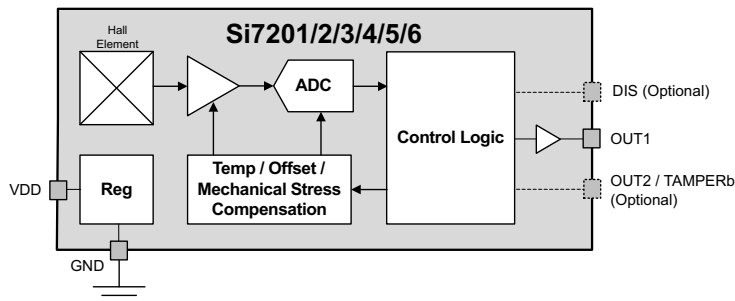 Si7201/2/3/4/5/6
Hall
Element
ADC
DIS (Optional)
Control Logic
OUT1
Temp / Offset /
Mechanical Stress
Compensation
VDD
Reg
OUT2 / TAMPERb
(Optional)
GND